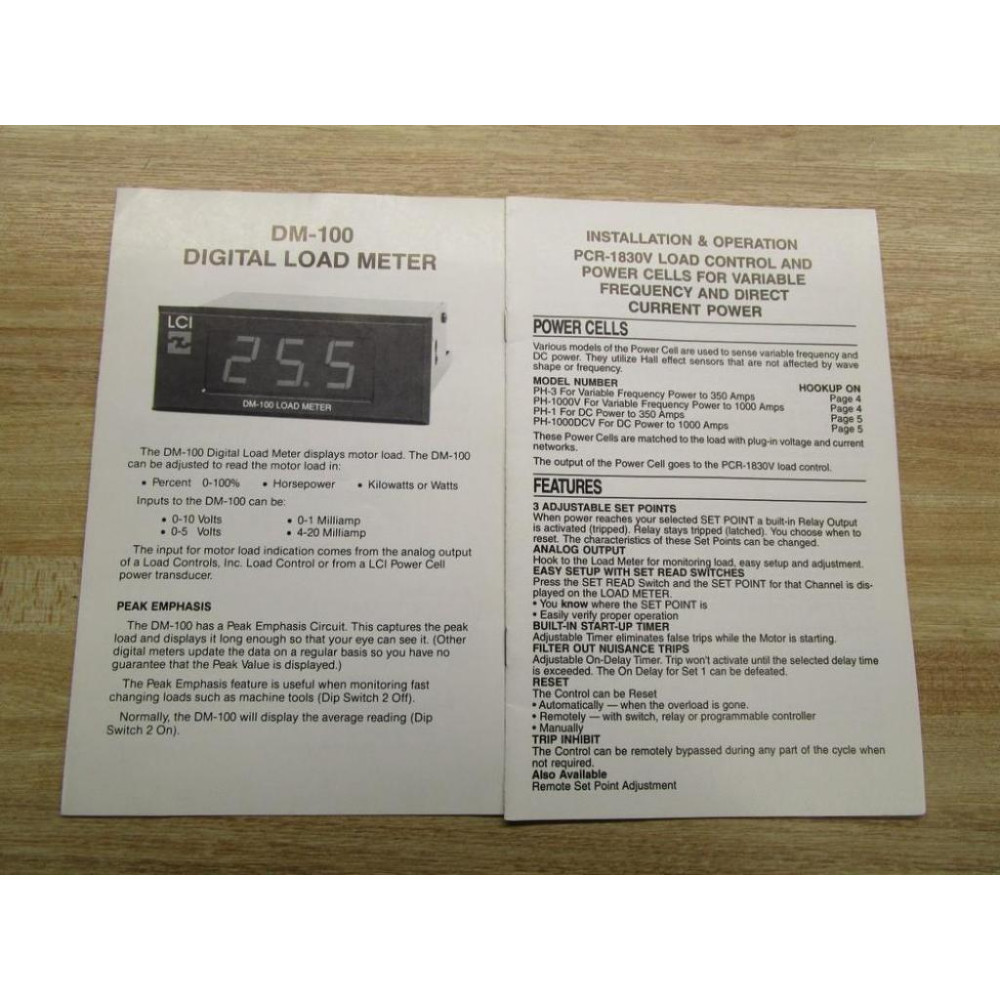 DM-100
DIGITAL LOAD METER
LCI
25.5
DM-100 LOAD METER
The DM-100 Digital Load Meter displays motor load. The DM-100
can be adjusted to read the motor load in:
• Percent 0-100% • Horsepower • Kilowatts or Watts
Inputs to the DM-100 can be:
• 0-10 Volts • 0-1 Milliamp
• 0-5 Volts • 4-20 Milliamp
The input for motor load indication comes from the analog output
of a Load Controls, Inc. Load Control or from a LCI Power Cell
power transducer.
PEAK EMPHASIS
The DM-100 has a Peak Emphasis Circuit. This captures the peak
load and displays it long enough so that your eye can see it. (Other
digital meters update the data on a regular basis so you have no
guarantee that the Peak Value is displayed.)
The Peak Emphasis feature is useful when monitoring fast
changing loads such as machine tools (Dip Switch 2 Off).
Normally, the DM-100 will display the average reading (Dip
Switch 2 On).
INSTALLATION & OPERATION
PCR-1830V LOAD CONTROL AND
POWER CELLS FOR VARIABLE
FREQUENCY AND DIRECT
CURRENT POWER
POWER CELLS
Various models of the Power Cell are used to sense variable frequency and
DC power. They utilize Hall effect sensors that are not affected by wave
shape or frequency.
MODEL NUMBER HOOKUP ON
PH-3 For Variable Frequency Power to 350 Amps Page 4
PH-1000V For Variable Frequency Power to 1000 Amps Page 4
PH-1 For DC Power to 350 Amps Page 5
PH-1000DCV For DC Power to 1000 Amps Page 5
These Power Cells are matched to the load with plug-in voltage and current
networks.
The output of the Power Cell goes to the PCR-1830V load control.
FEATURES
3 ADJUSTABLE SET POINTS
When power reaches your selected SET POINT a built-in Relay Output
is activated (tripped). Relay stays tripped (latched). You choose when to
reset. The characteristics of these Set Points can be changed.
ANALOG OUTPUT
Hook to the Load Meter for monitoring load, easy setup and adjustment.
EASY SETUP WITH SET READ SWITCHES
Press the SET READ Switch and the SET POINT for that Channel is dis-
played on the LOAD METER.
• You know where the SET POINT is
• Easily verify proper operation
BUILT-IN START-UP TIMER
Adjustable Timer eliminates false trips while the Motor is starting.
FILTER OUT NUISANCE TRIPS
Adjustable On-Delay Timer. Trip won't activate until the selected delay time
is exceeded. The On Delay for Set 1 can be defeated.
RESET
The Control can be Reset
• Automatically — when the overload is gone.
• Remotely — with switch, relay or programmable controller
• Manually
TRIP INHIBIT
The Control can be remotely bypassed during any part of the cycle when
not required.
Also Available
Remote Set Point Adjustment